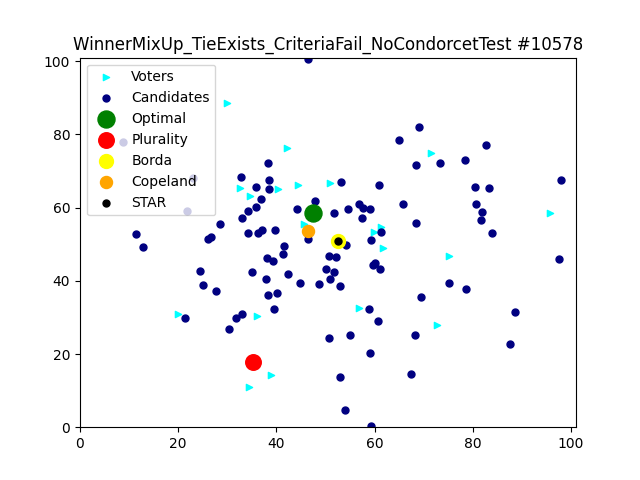 WinnerMixUp_TieExists_CriteriaFail_NoCondorcetTest #10578
Voters
Candidates
Optimal
Plurality
Borda
Copeland
STAR
100
80
60
40
20
0
0 20 40 60 80 100